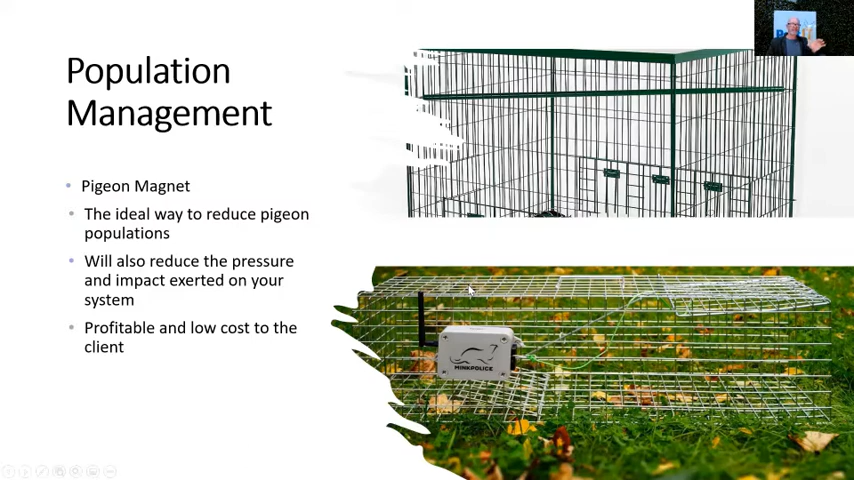 Population
Management
Pigeon Magnet
The ideal way to reduce pigeon
populations
Will also reduce the pressure
and impact exerted on your
system
Profitable and low cost to the
client
MINKPOLICE